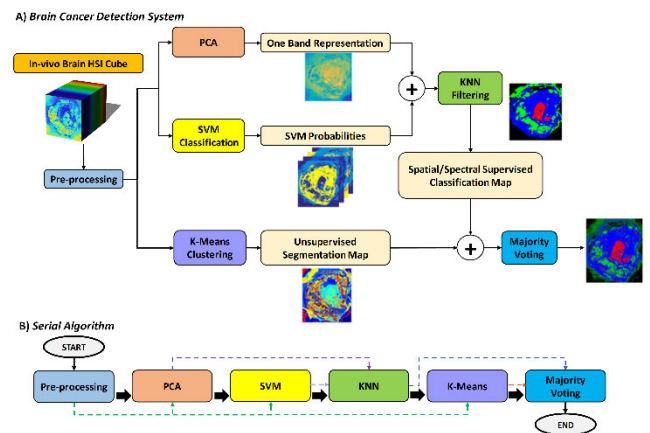 A) Brain Cancer Detection System
In-vivo Brain HSI Cube
Pre-processing
PCA
One Band Representation
SVM
Classification
SVM Probabilities
+
KNN
Filtering
Spatial/Spectral Supervised
Classification Map
K-Means
Clustering
Unsupervised
Segmentation Map
+
Majority
Voting
B) Serial Algorithm
START
Pre-processing
PCA
SVM
KNN
K-Means
Majority
Voting
END